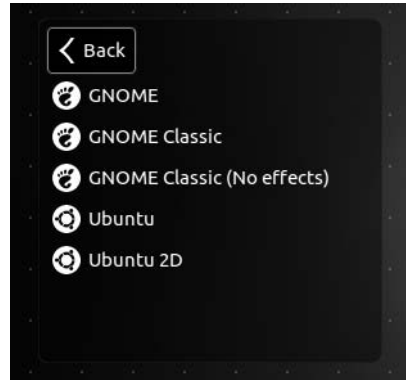 Back
GNOME
GNOME Classic
GNOME Classic (No effects)
Ubuntu
Ubuntu 2D